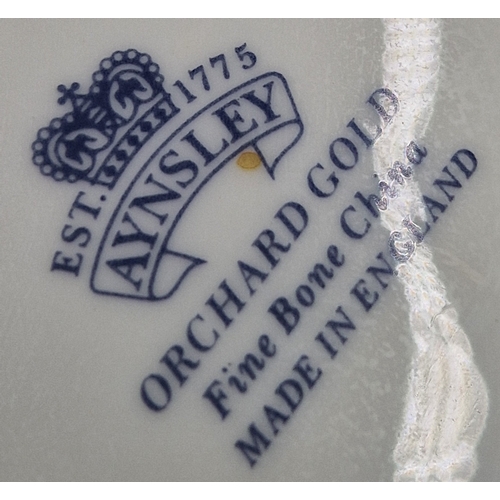 EST. 1775
AYNSLEY
ORCHARD GOLD
Fine Bone China
MADE IN ENGLAND